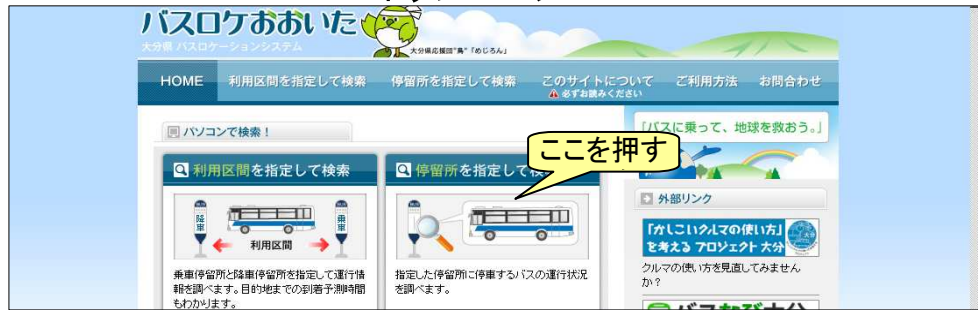 バスロケおおいた
大分県 バスロケーションシステム
大分県応援団"鳥"「めじろん」
HOME 利用区間を指定して検索 停留所を指定して検索 このサイトについて ご利用方法 お問合わせ
必ずお読みください
パソコンで検索！
「バスに乗って、地球を救おう。」
ここを押す
利用区間を指定して検索
停留所を指定して検
降車
乗車
利用区間
乗車停留所と降車停留所を指定して運行情
報を調べます。目的地までの到着予測時間
もわかります。
指定した停留所に停車するバスの運行状況
を調べます。
外部リンク
「かしこいクルマの使い方」
を考える プロジェクト 大分
クルマの使い方を見直してみません
か？